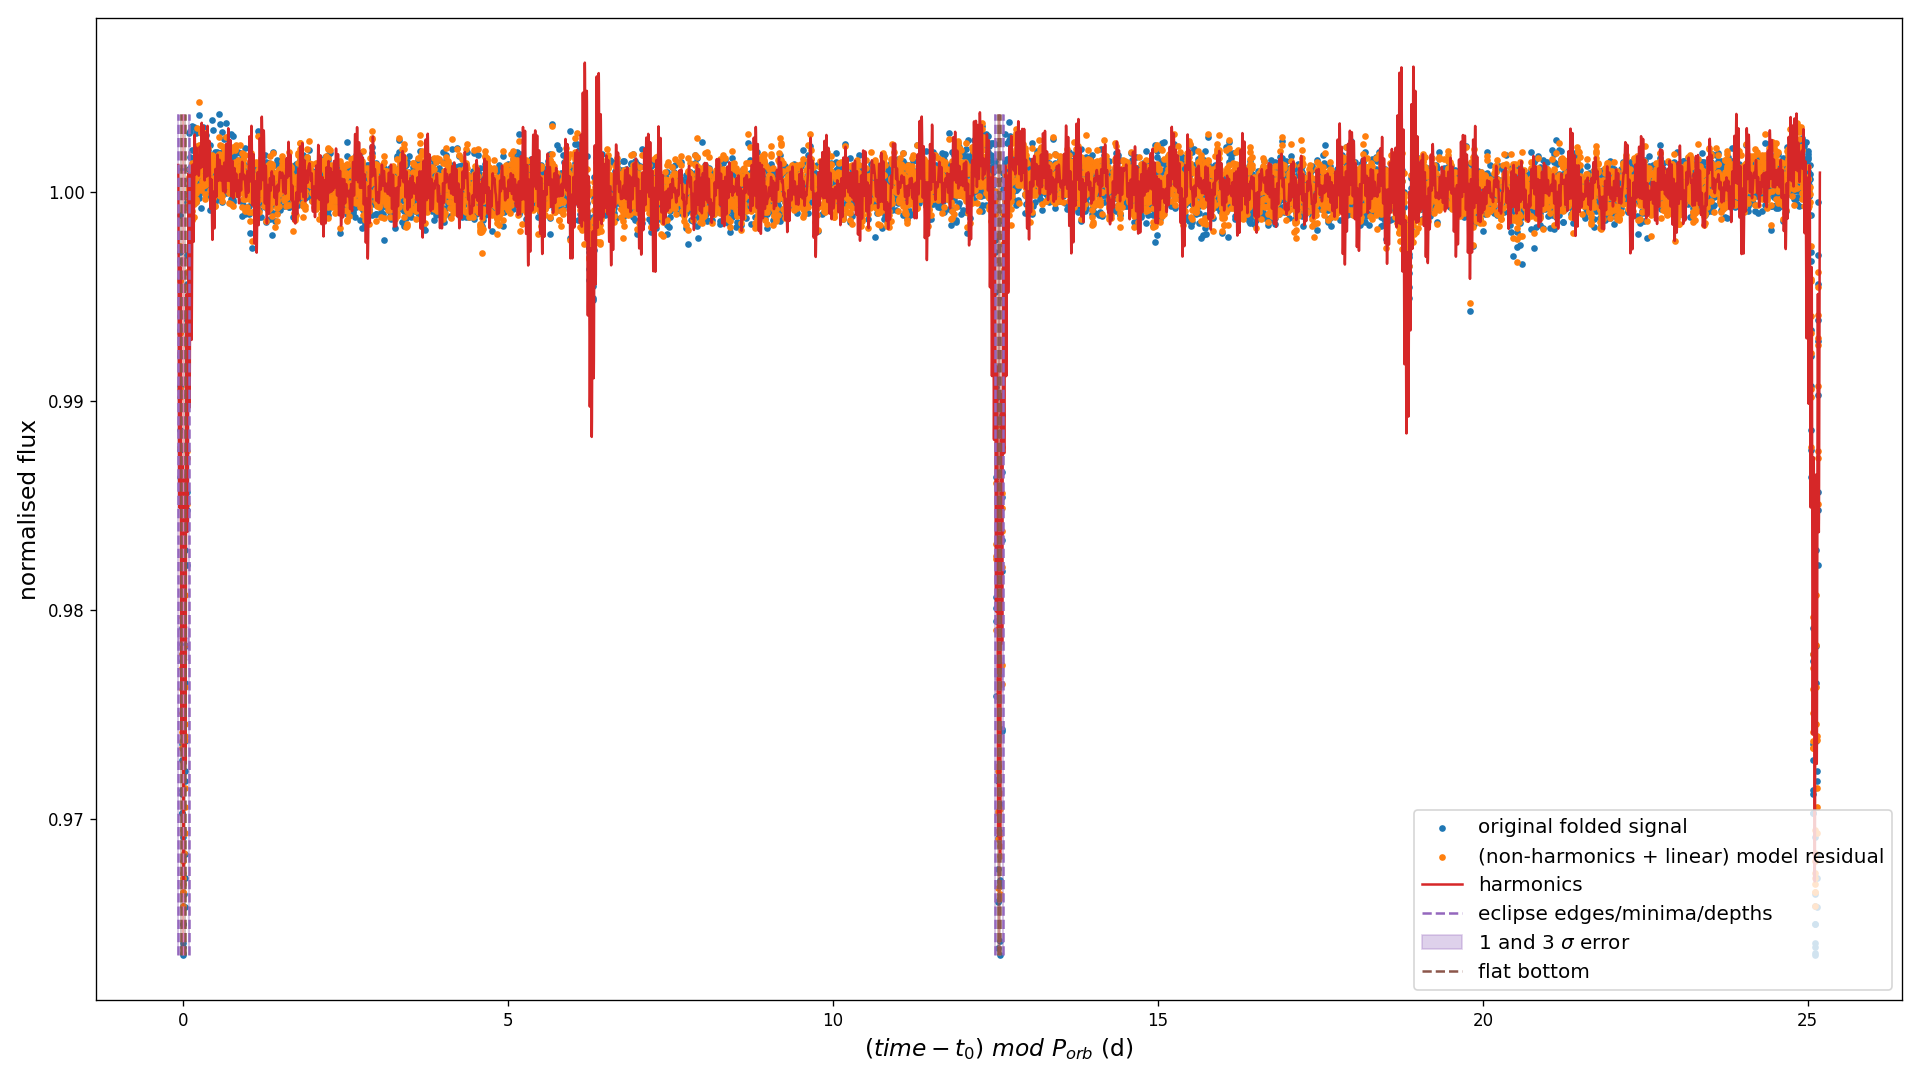 1.00
0.99
0.98
0.97
normalised flux
original folded signal
(non-harmonics + linear) model residual
harmonics
eclipse edges/minima/depths
1 and 3 σ error
flat bottom
0 5 10 15 20 25
(time − t₀) mod Pₒᵣb (d)